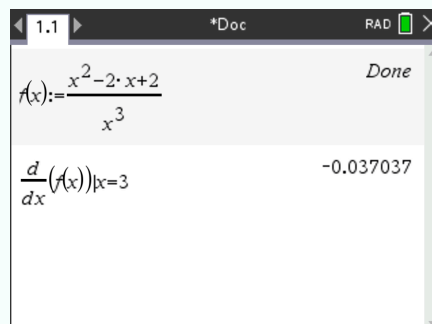 1.1 *Doc RAD
f(x):=x^2-2·x+2/x^3 Done
d/dx(f(x))|x=3 -0.037037